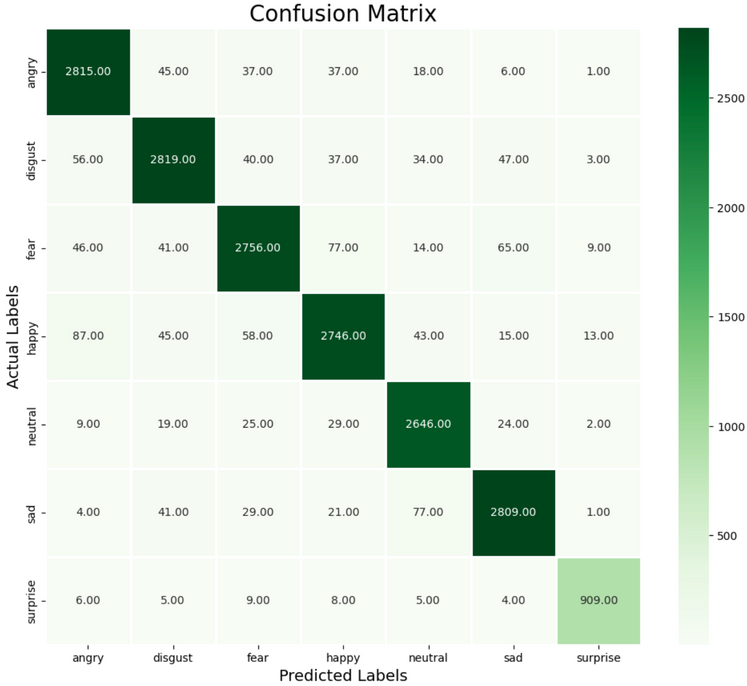 Confusion Matrix
angry 2815.00 45.00 37.00 37.00 18.00 6.00 1.00
disgust 56.00 2819.00 40.00 37.00 34.00 47.00 3.00
fear 46.00 41.00 2756.00 77.00 14.00 65.00 9.00
happy 87.00 45.00 58.00 2746.00 43.00 15.00 13.00
neutral 9.00 19.00 25.00 29.00 2646.00 24.00 2.00
sad 4.00 41.00 29.00 21.00 77.00 2809.00 1.00
surprise 6.00 5.00 9.00 8.00 5.00 4.00 909.00
angry disgust fear happy neutral sad surprise
Predicted Labels
Actual Labels
2500
2000
1500
1000
500